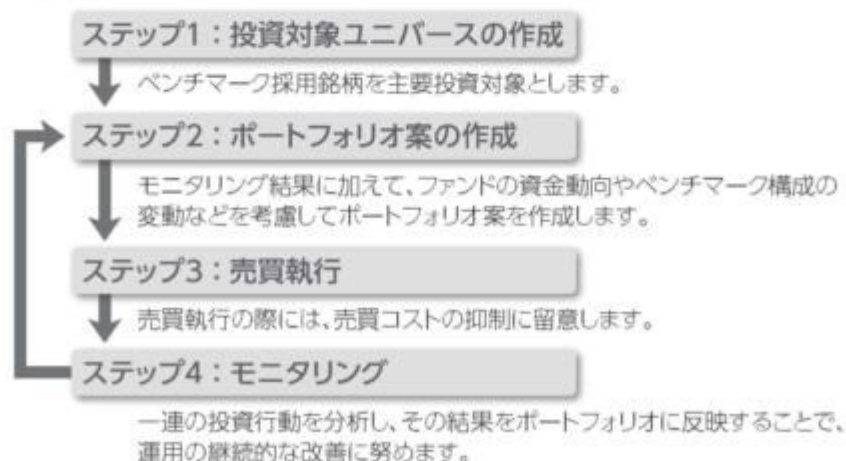 ステップ1：投資対象ユニバースの作成
ベンチマーク採用銘柄を主要投資対象とします。
ステップ2：ポートフォリオ案の作成
モニタリング結果に加えて、ファンドの資金動向やベンチマーク構成の
変動などを考慮してポートフォリオ案を作成します。
ステップ3：売買執行
売買執行の際には、売買コストの抑制に留意します。
ステップ4：モニタリング
一連の投資行動を分析し、その結果をポートフォリオに反映することで、
運用の継続的な改善に努めます。